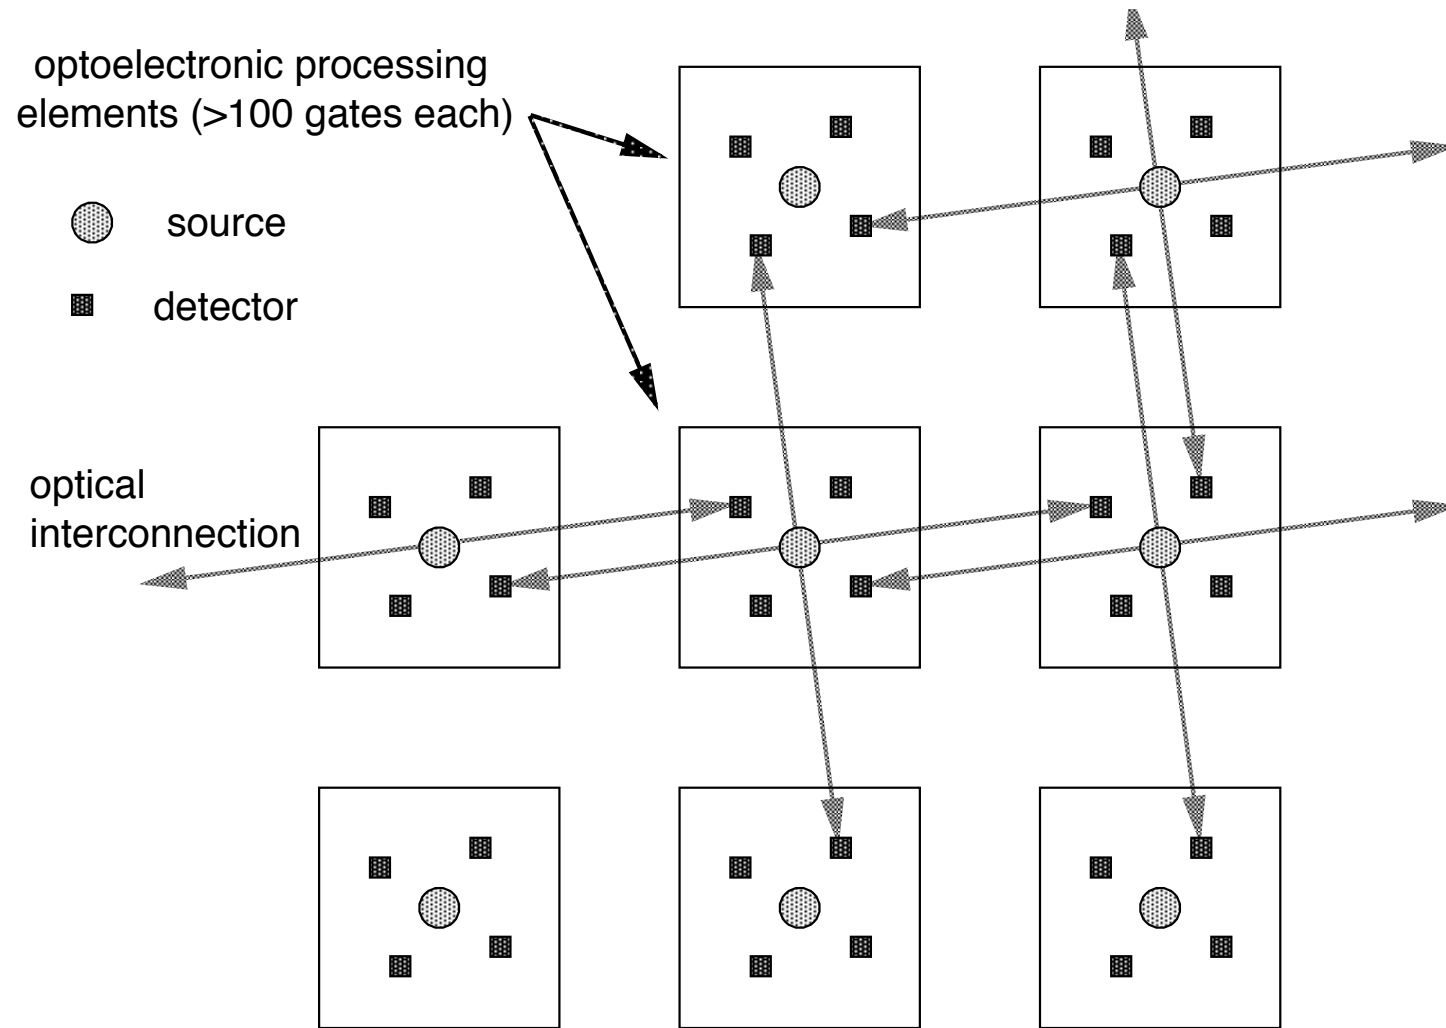 optoelectronic processing
elements (>100 gates each)
source
detector
optical
interconnection